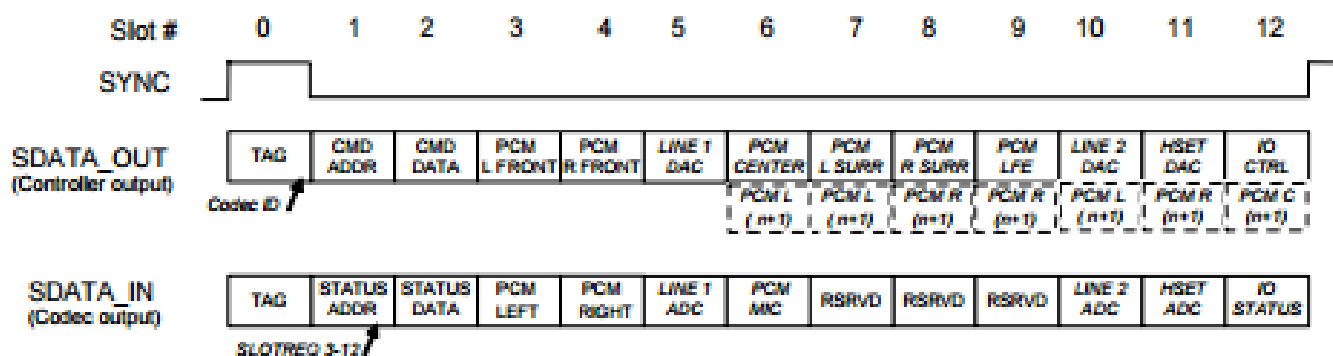 Slot # 0 1 2 3 4 5 6 7 8 9 10 11 12
SYNC
SDATA_OUT
(Controller output)
TAG CMD ADDR CMD DATA PCM L FRONT PCM R FRONT LINE 1 DAC PCM CENTER PCM L SURR PCM R SURR PCM LFE LINE 2 DAC HSET DAC IO CTRL
Codec ID
PCM L (n+1) PCM L (n+1) PCM R (n+1) PCM R (n+1) PCM L (n+1) PCM R (n+1) PCM C (n+1)
SDATA_IN
(Codec output)
TAG STATUS ADDR STATUS DATA PCM LEFT PCM RIGHT LINE 1 ADC PCM MIC RSRVD RSRVD RSRVD LINE 2 ADC HSET ADC IO STATUS
SLOTREQ 3-12